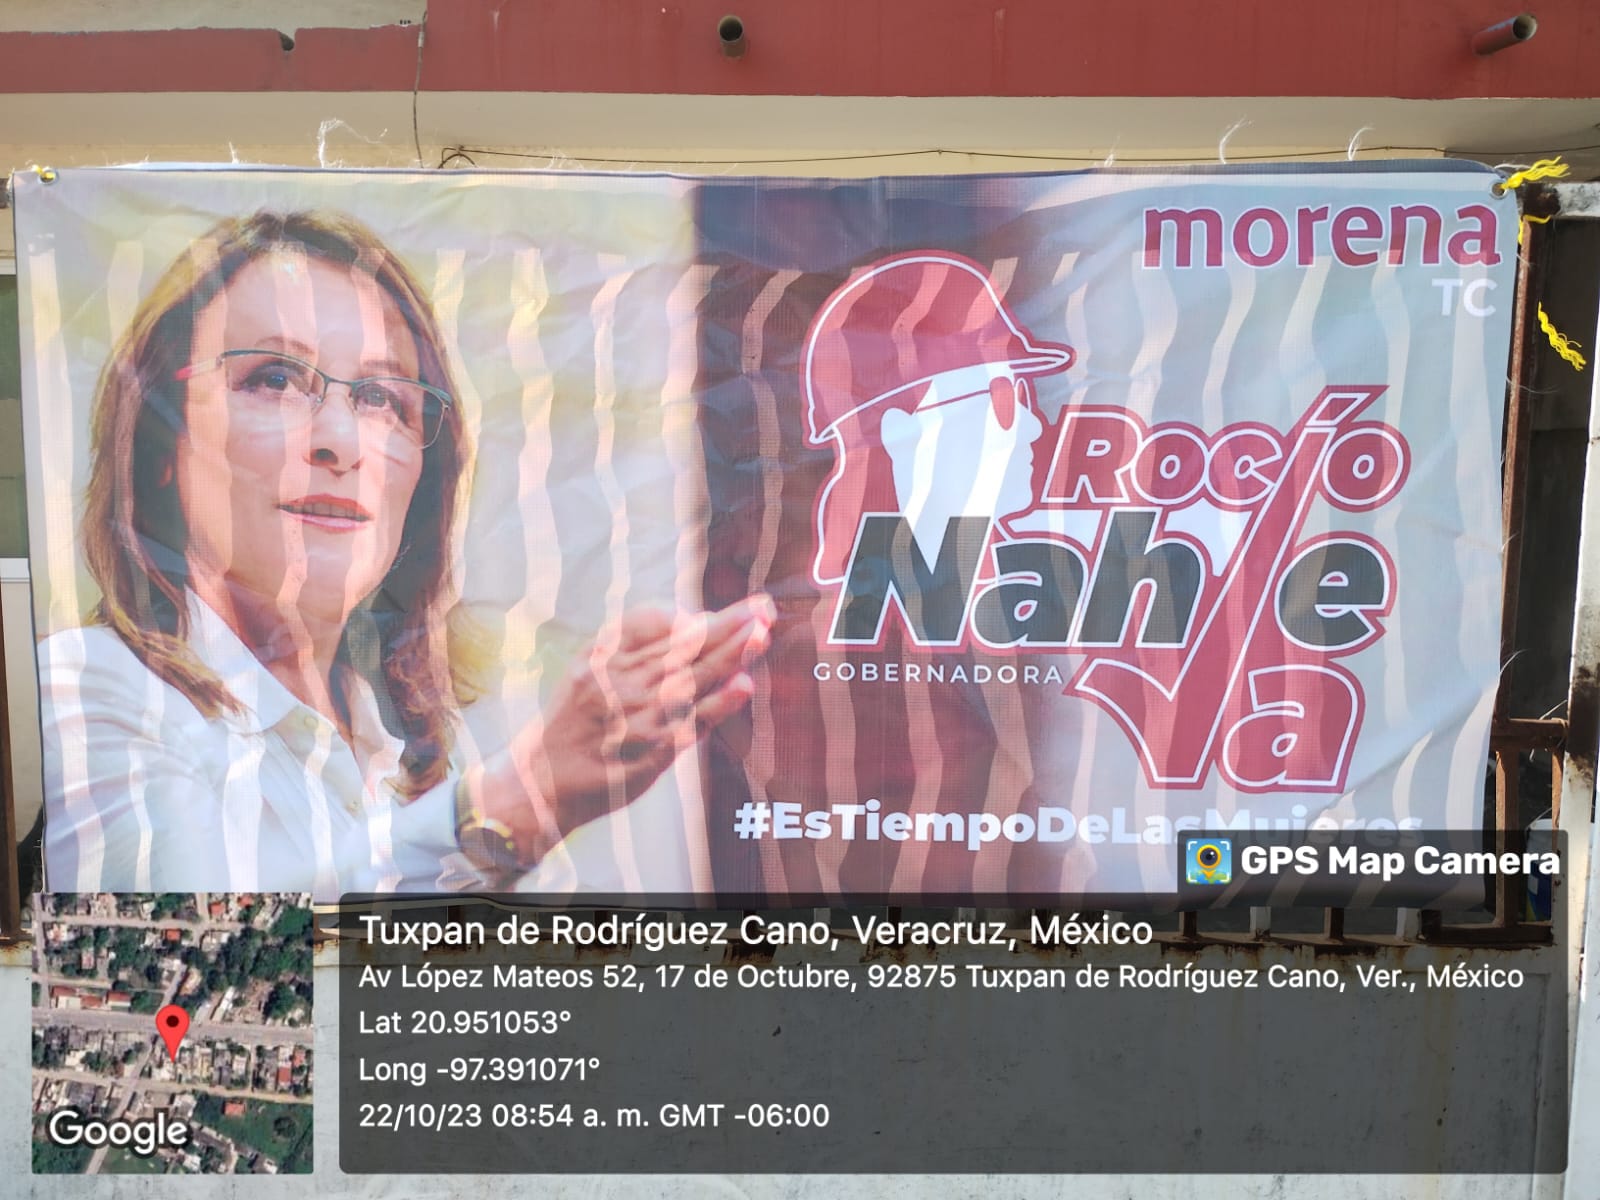 morena
TC
Rocío
Nahle
GOBERNADORA
Va
#EsTiempoDeLasMujeres
GPS Map Camera
Tuxpan de Rodríguez Cano, Veracruz, México
Av López Mateos 52, 17 de Octubre, 92875 Tuxpan de Rodríguez Cano, Ver., México
Lat 20.951053°
Long -97.391071°
22/10/23 08:54 a. m. GMT -06:00
Google